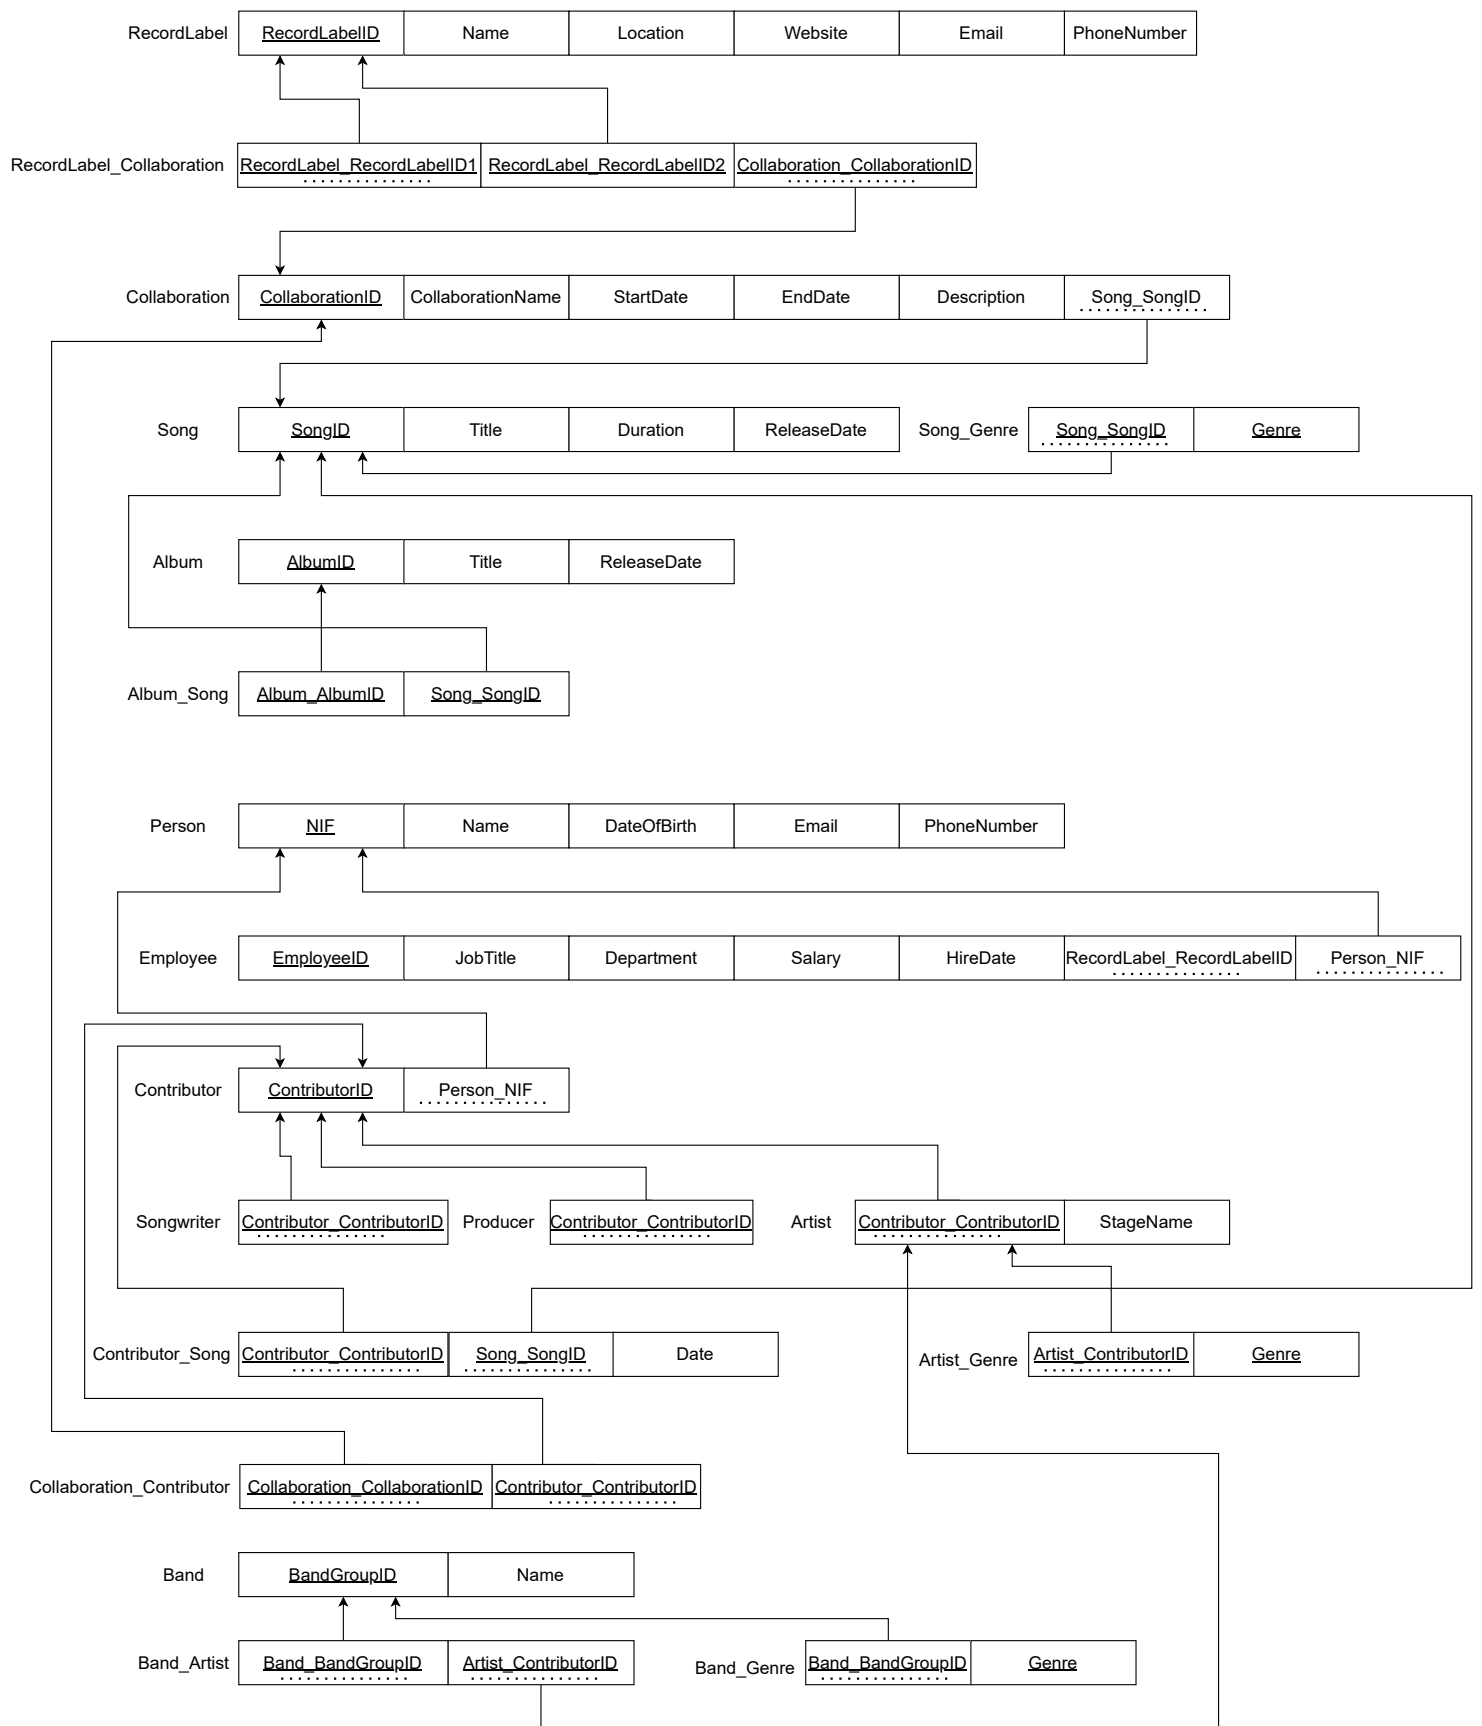 RecordLabel RecordLabelID Name Location Website Email PhoneNumber
RecordLabel_Collaboration RecordLabel_RecordLabelID1 RecordLabel_RecordLabelID2 Collaboration_CollaborationID
Collaboration CollaborationID CollaborationName StartDate EndDate Description Song_SongID
Song SongID Title Duration ReleaseDate Song_Genre Song_SongID Genre
Album AlbumID Title ReleaseDate
Album_Song Album_AlbumID Song_SongID
Person NIF Name DateOfBirth Email PhoneNumber
Employee EmployeeID JobTitle Department Salary HireDate RecordLabel_RecordLabelID Person_NIF
Contributor ContributorID Person_NIF
Songwriter Contributor_ContributorID Producer Contributor_ContributorID Artist Contributor_ContributorID StageName
Contributor_Song Contributor_ContributorID Song_SongID Date Artist_Genre Artist_ContributorID Genre
Collaboration_Contributor Collaboration_CollaborationID Contributor_ContributorID
Band BandGroupID Name
Band_Artist Band_BandGroupID Artist_ContributorID Band_Genre Band_BandGroupID Genre